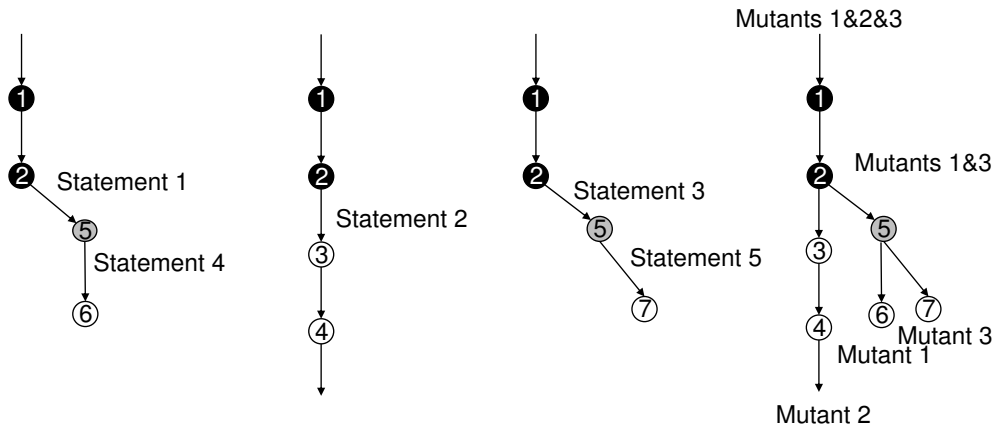 Mutants 1&2&3
1
1
1
1
2
Statement 1
2
2
Statement 3
2
Mutants 1&3
5
Statement 2
5
5
Statement 4
3
Statement 5
3
6
7
6
7
4
4
Mutant 3
Mutant 1
Mutant 2